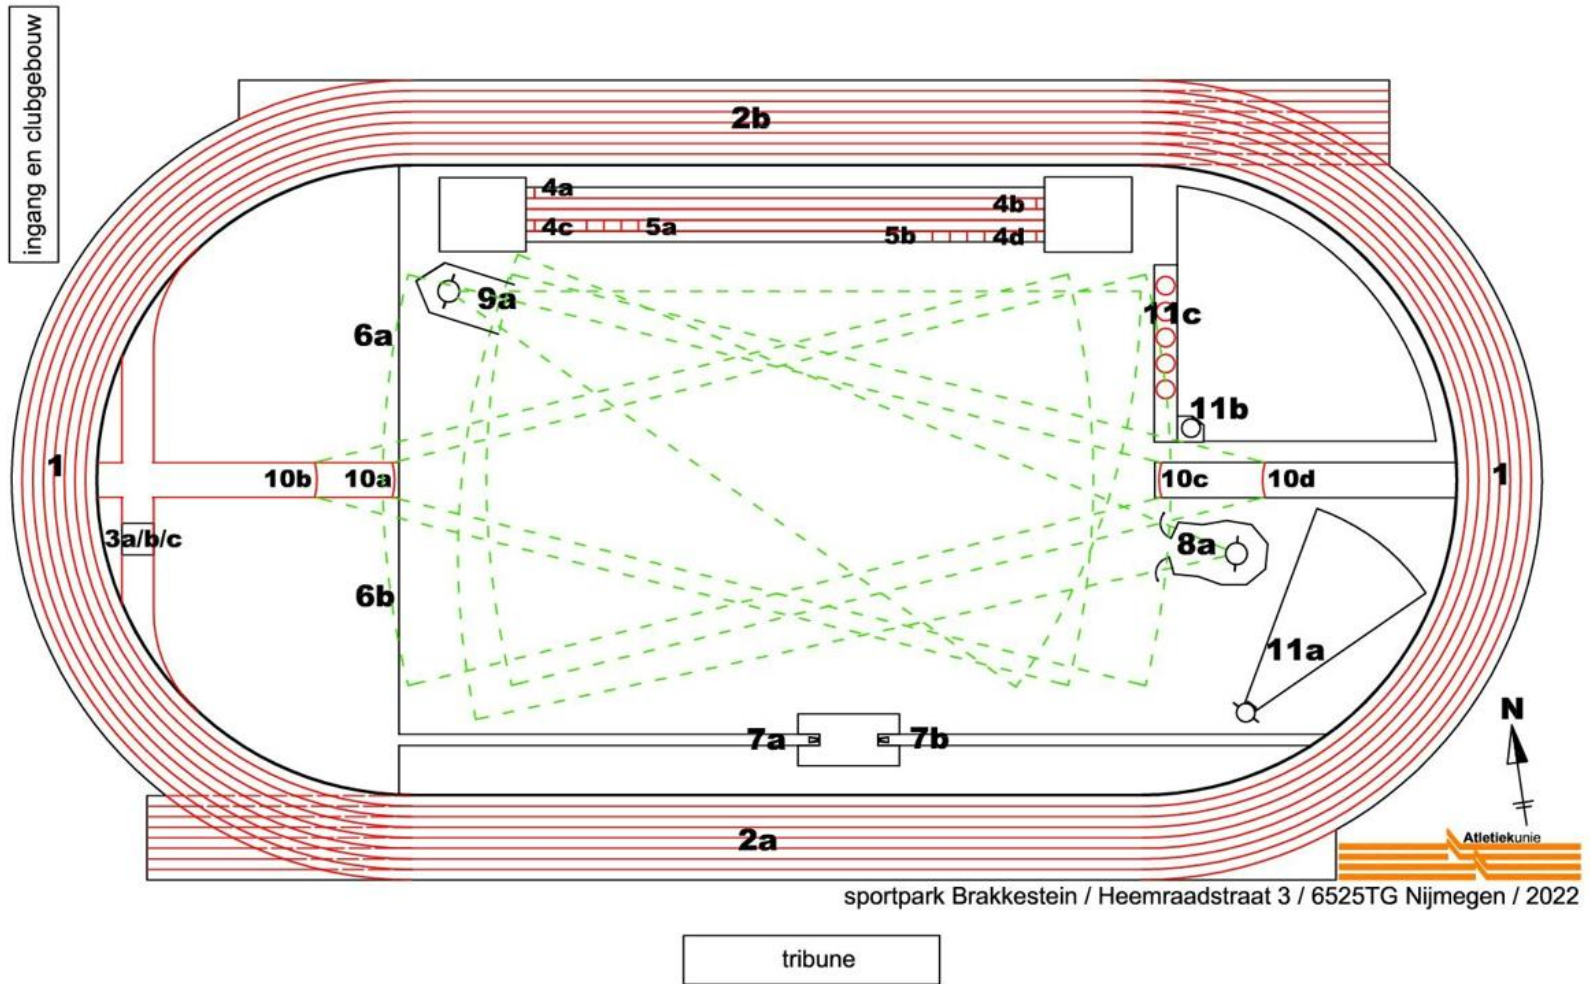 ingang en clubgebouw
2b
4a
4b
4c
5a
5b
4d
9a
6a
11c
11b
1
10b
10a
10c
10d
1
3a/b/c
8a
6b
11a
7a
7b
N
2a
Atletiekunie
sportpark Brakkestein / Heemraadstraat 3 / 6525TG Nijmegen / 2022
tribune